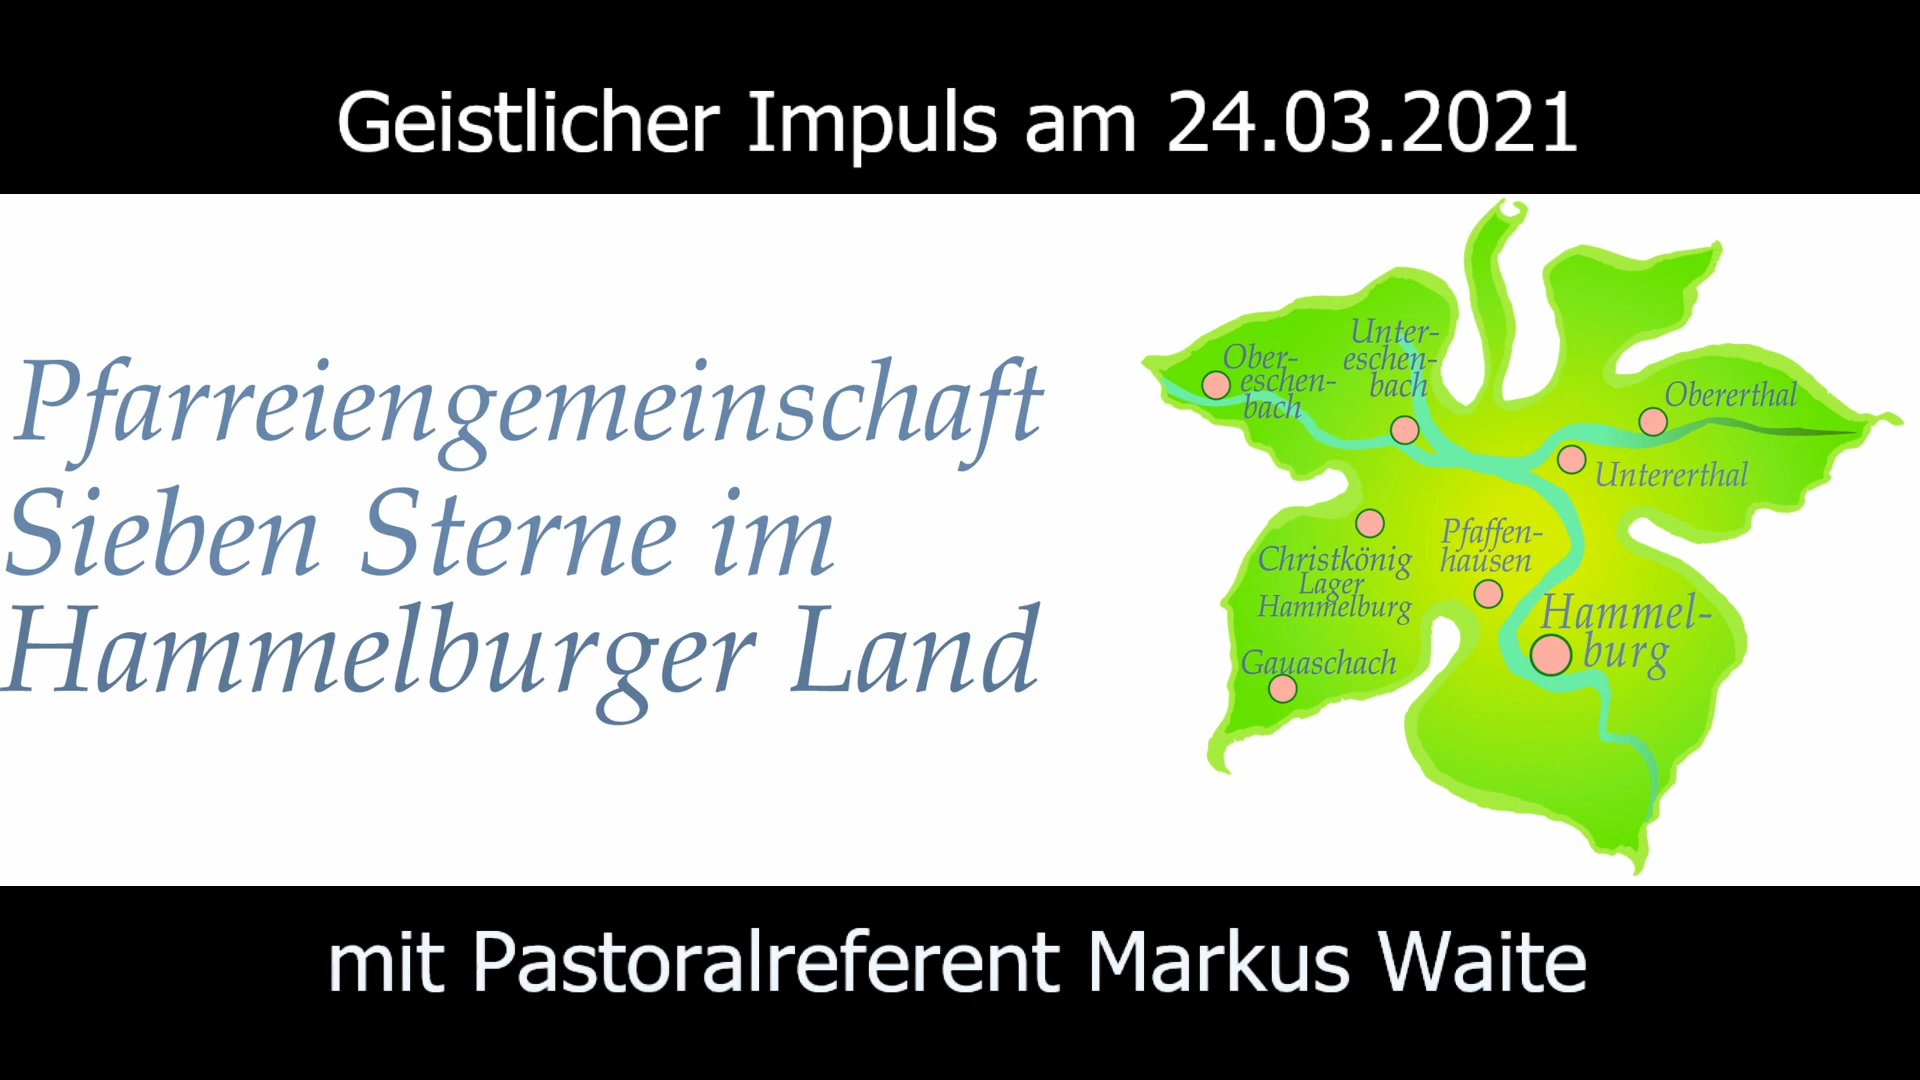 Geistlicher Impuls am 24.03.2021
Pfarreiengemeinschaft
Sieben Sterne im
Hammelburger Land
Ober-
eschen-
bach
Unter-
eschen-
bach
Obererthal
Untererthal
Christkönig
Lager
Hammelburg
Pfaffen-
hausen
Hammel-
burg
Gauaschach
mit Pastoralreferent Markus Waite